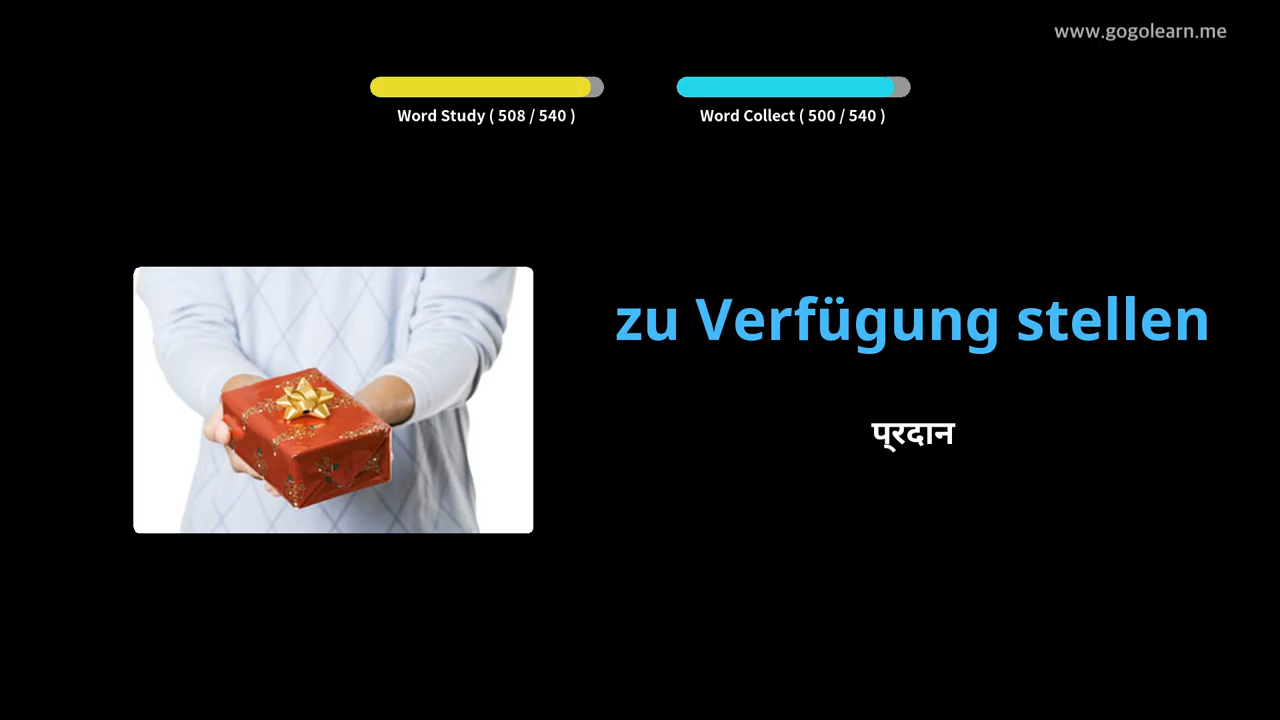 www.gogolearn.me
Word Study ( 508 / 540 )
Word Collect ( 500 / 540 )
zu Verfügung stellen
प्रदान